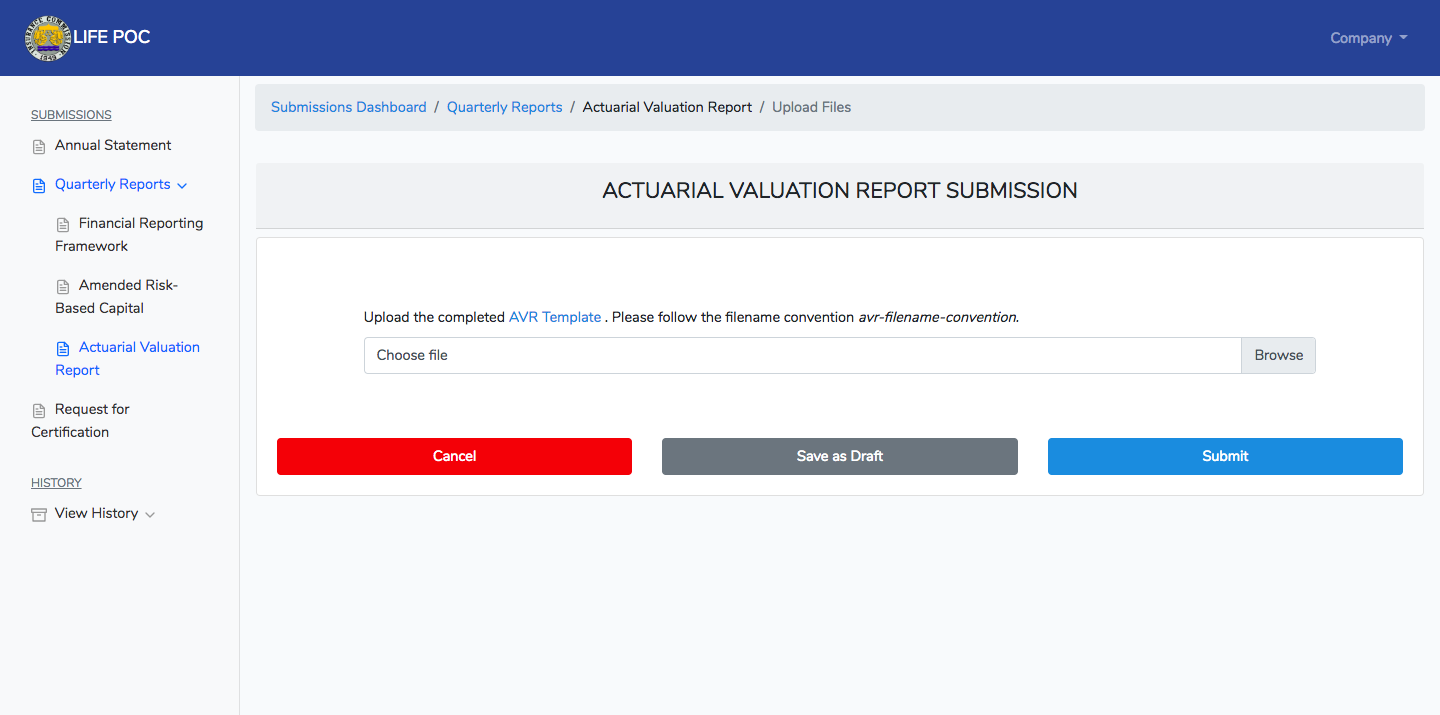 INSURANCE COMMISSION
1949
LIFE POC
Company
Submissions Dashboard / Quarterly Reports / Actuarial Valuation Report / Upload Files
SUBMISSIONS
Annual Statement
Quarterly Reports
Financial Reporting
Framework
Amended Risk-
Based Capital
Actuarial Valuation
Report
Request for
Certification
HISTORY
View History
ACTUARIAL VALUATION REPORT SUBMISSION
Upload the completed AVR Template . Please follow the filename convention avr-filename-convention.
Choose file
Browse
Cancel
Save as Draft
Submit